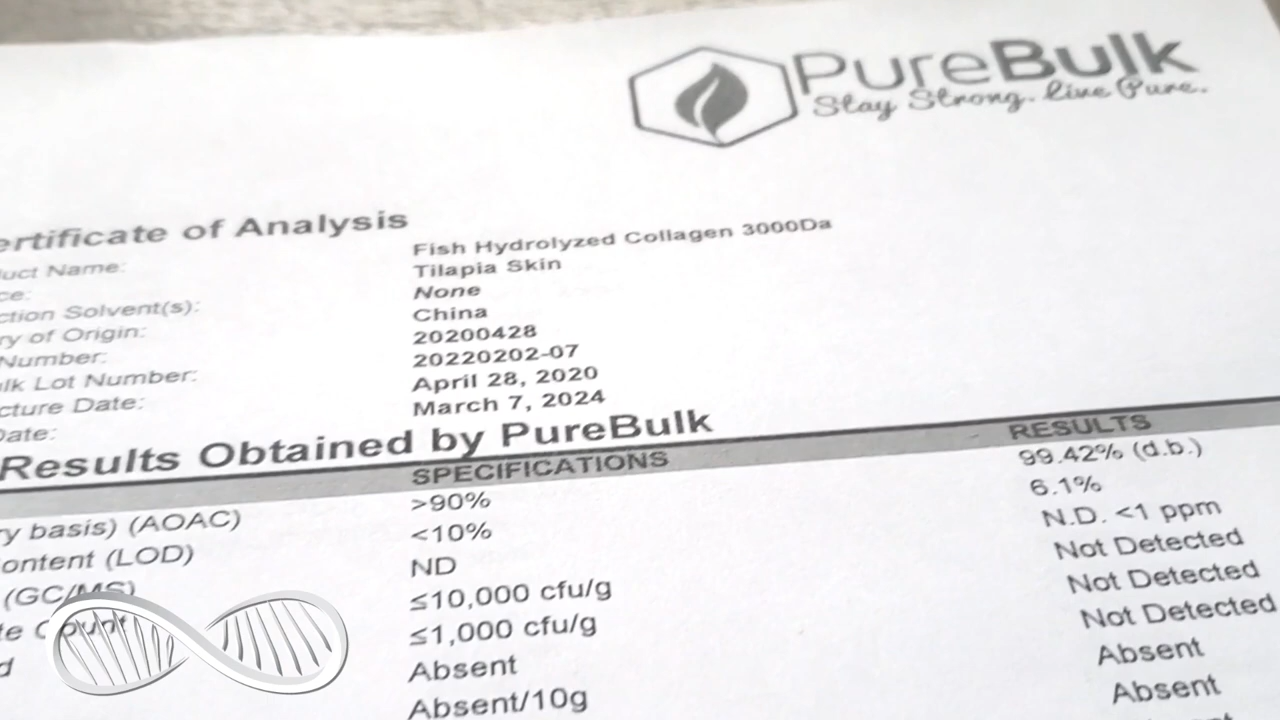 PureBulk
Stay Strong. Live Pure.
ertificate of Analysis
uct Name: Fish Hydrolyzed Collagen 3000Da
ce: Tilapia Skin
ction Solvent(s): None
ry of Origin: China
Number: 20200428
lk Lot Number: 20220202-07
cture Date: April 28, 2020
Date: March 7, 2024
Results Obtained by PureBulk
SPECIFICATIONS RESULTS
y basis) (AOAC) >90% 99.42% (d.b.)
ontent (LOD) <10% 6.1%
(GC/MS) ND N.D. <1 ppm
te Count ≤10,000 cfu/g Not Detected
d ≤1,000 cfu/g Not Detected
Absent Not Detected
Absent/10g Absent
Absent